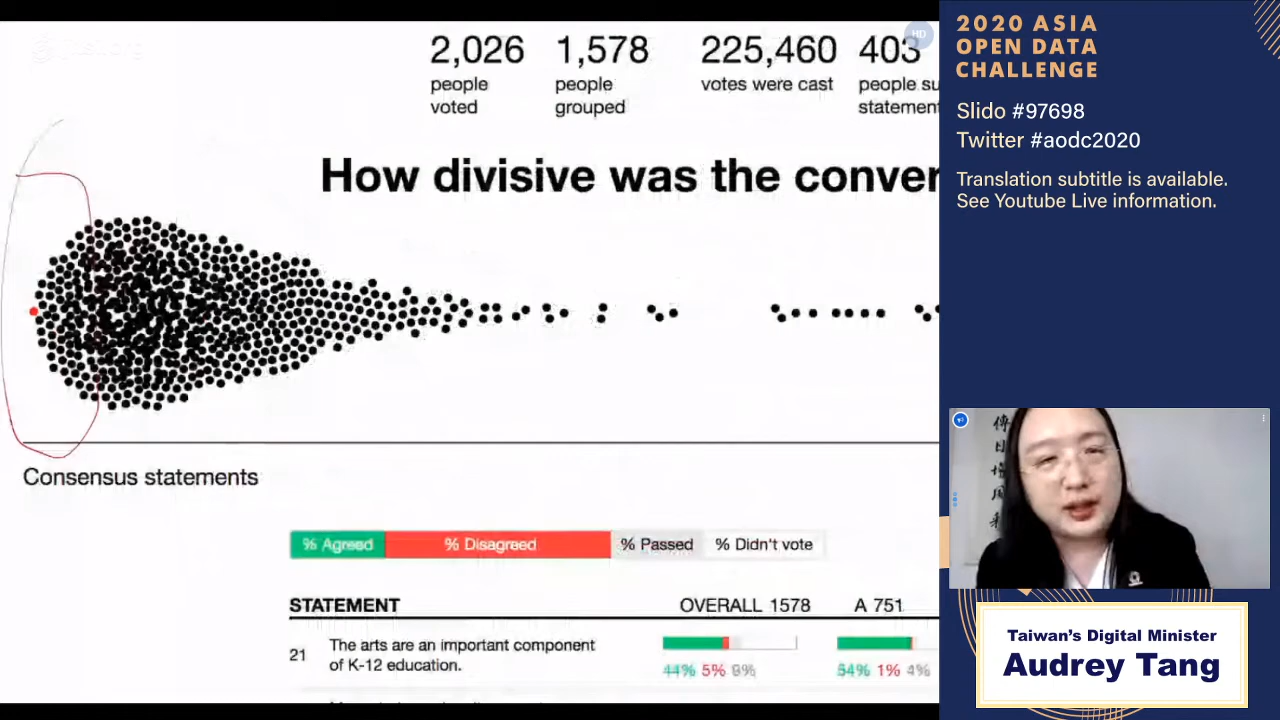 2,026 1,578 225,460 403
people people votes were cast people su
voted grouped statement
How divisive was the conver
Consensus statements
% Agreed % Disagreed % Passed % Didn't vote
STATEMENT OVERALL 1578 A 751
21 The arts are an important component
of K-12 education.
44% 5% 8% 54% 1% 4%
HD
2020 ASIA
OPEN DATA
CHALLENGE
Slido #97698
Twitter #aodc2020
Translation subtitle is available.
See Youtube Live information.
Taiwan's Digital Minister
Audrey Tang